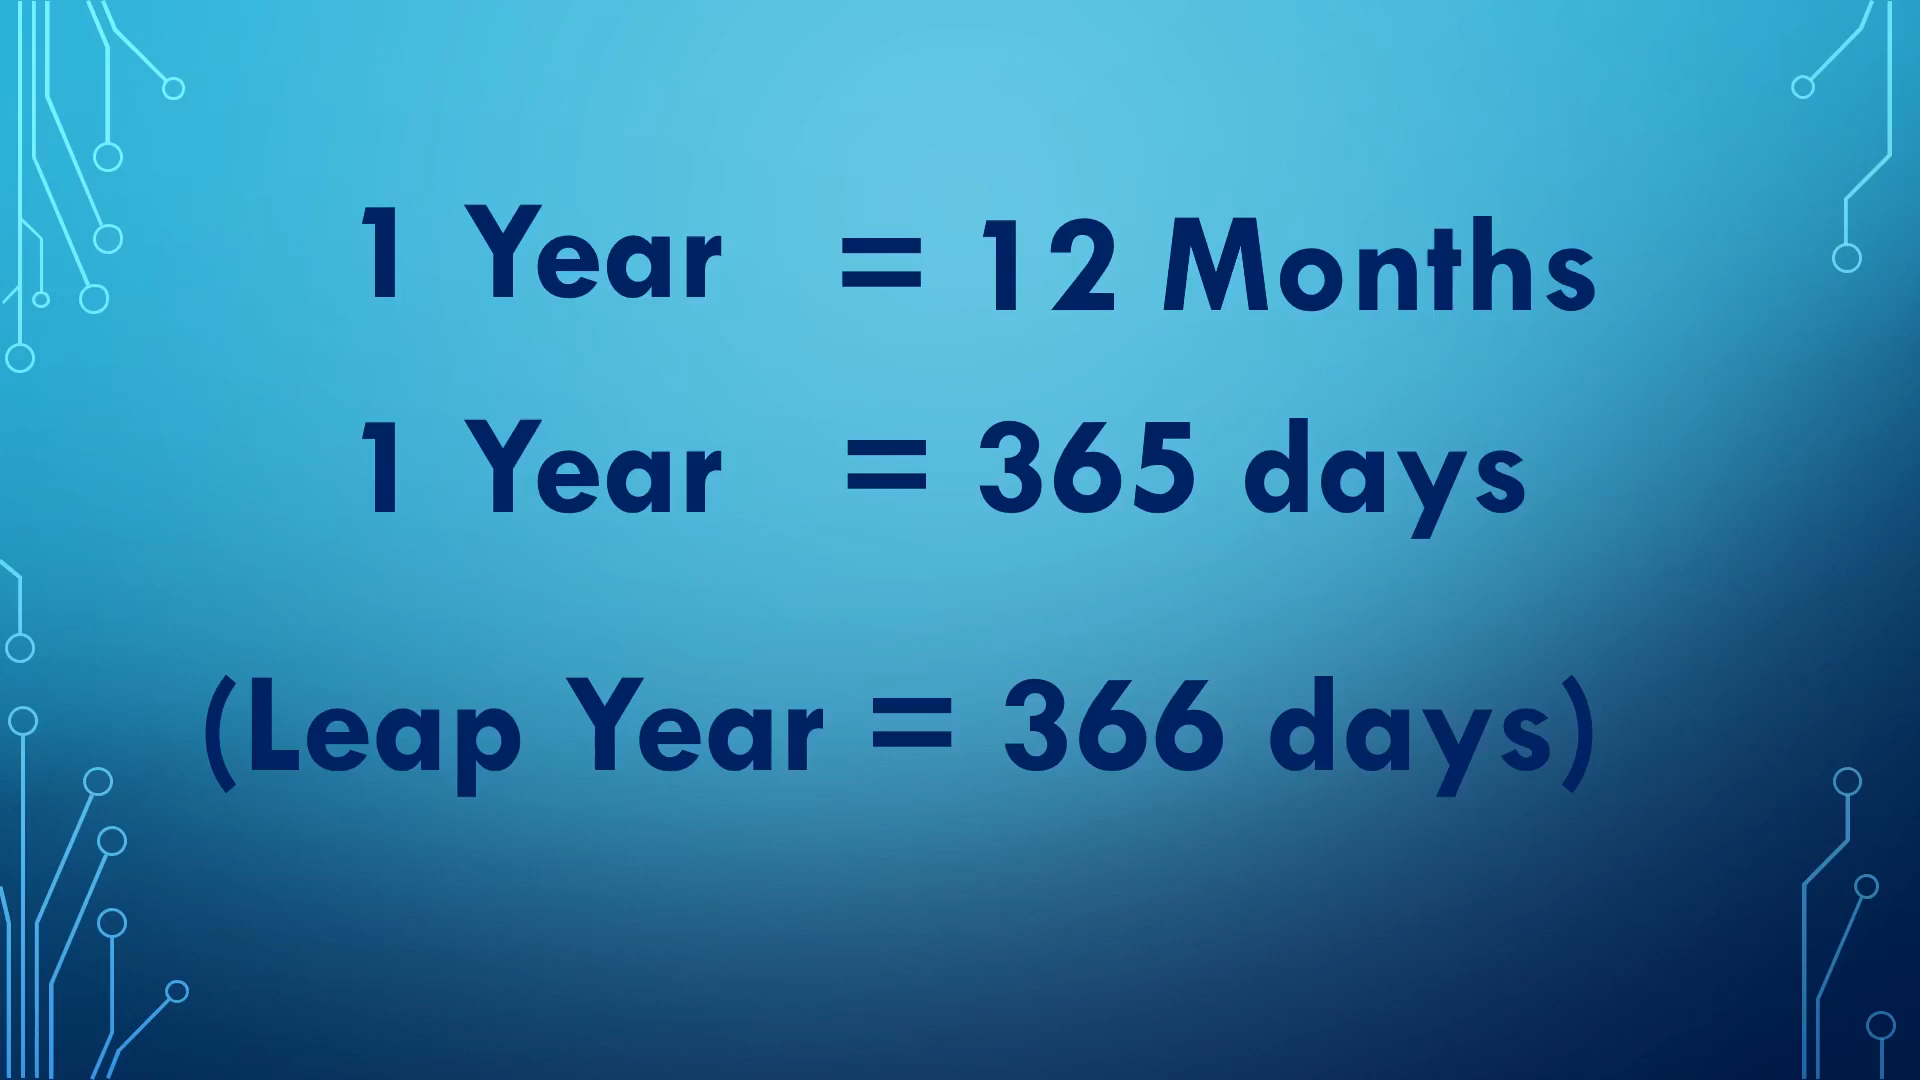 1 Year = 12 Months
1 Year = 365 days
(Leap Year = 366 days)